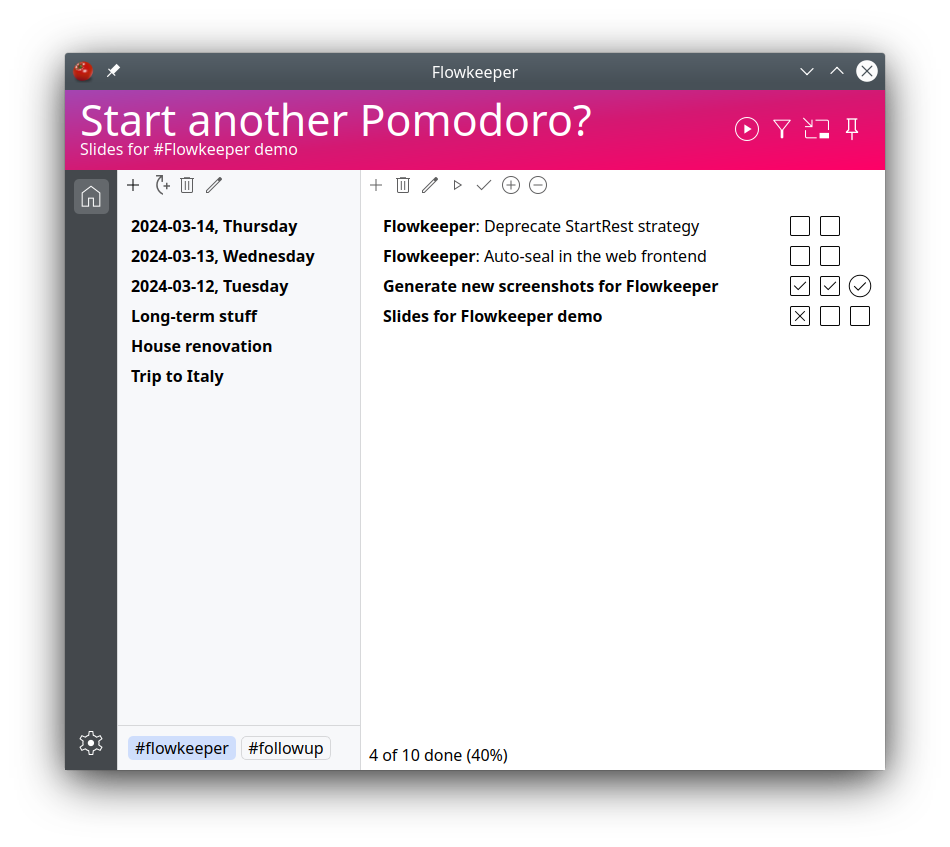 Flowkeeper
Start another Pomodoro?
Slides for #Flowkeeper demo
2024-03-14, Thursday
2024-03-13, Wednesday
2024-03-12, Tuesday
Long-term stuff
House renovation
Trip to Italy
#flowkeeper #followup
Flowkeeper: Deprecate StartRest strategy
Flowkeeper: Auto-seal in the web frontend
Generate new screenshots for Flowkeeper
Slides for Flowkeeper demo
4 of 10 done (40%)